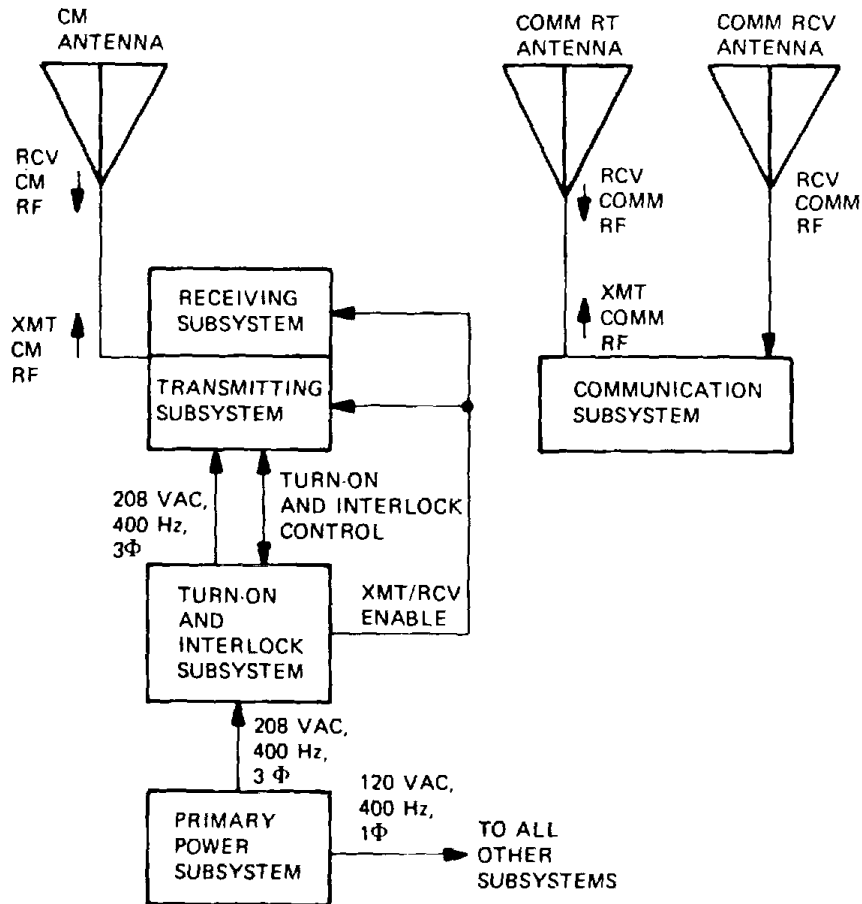 CM
ANTENNA
COMM RT
ANTENNA
COMM RCV
ANTENNA
RCV
CM
RF
RCV
COMM
RF
RCV
COMM
RF
XMT
CM
RF
XMT
COMM
RF
RECEIVING
SUBSYSTEM
TRANSMITTING
SUBSYSTEM
COMMUNICATION
SUBSYSTEM
208 VAC,
400 Hz,
3Φ
TURN-ON
AND INTERLOCK
CONTROL
TURN-ON
AND
INTERLOCK
SUBSYSTEM
XMT/RCV
ENABLE
208 VAC,
400 Hz,
3 Φ
PRIMARY
POWER
SUBSYSTEM
120 VAC,
400 Hz,
1Φ
TO ALL
OTHER
SUBSYSTEMS